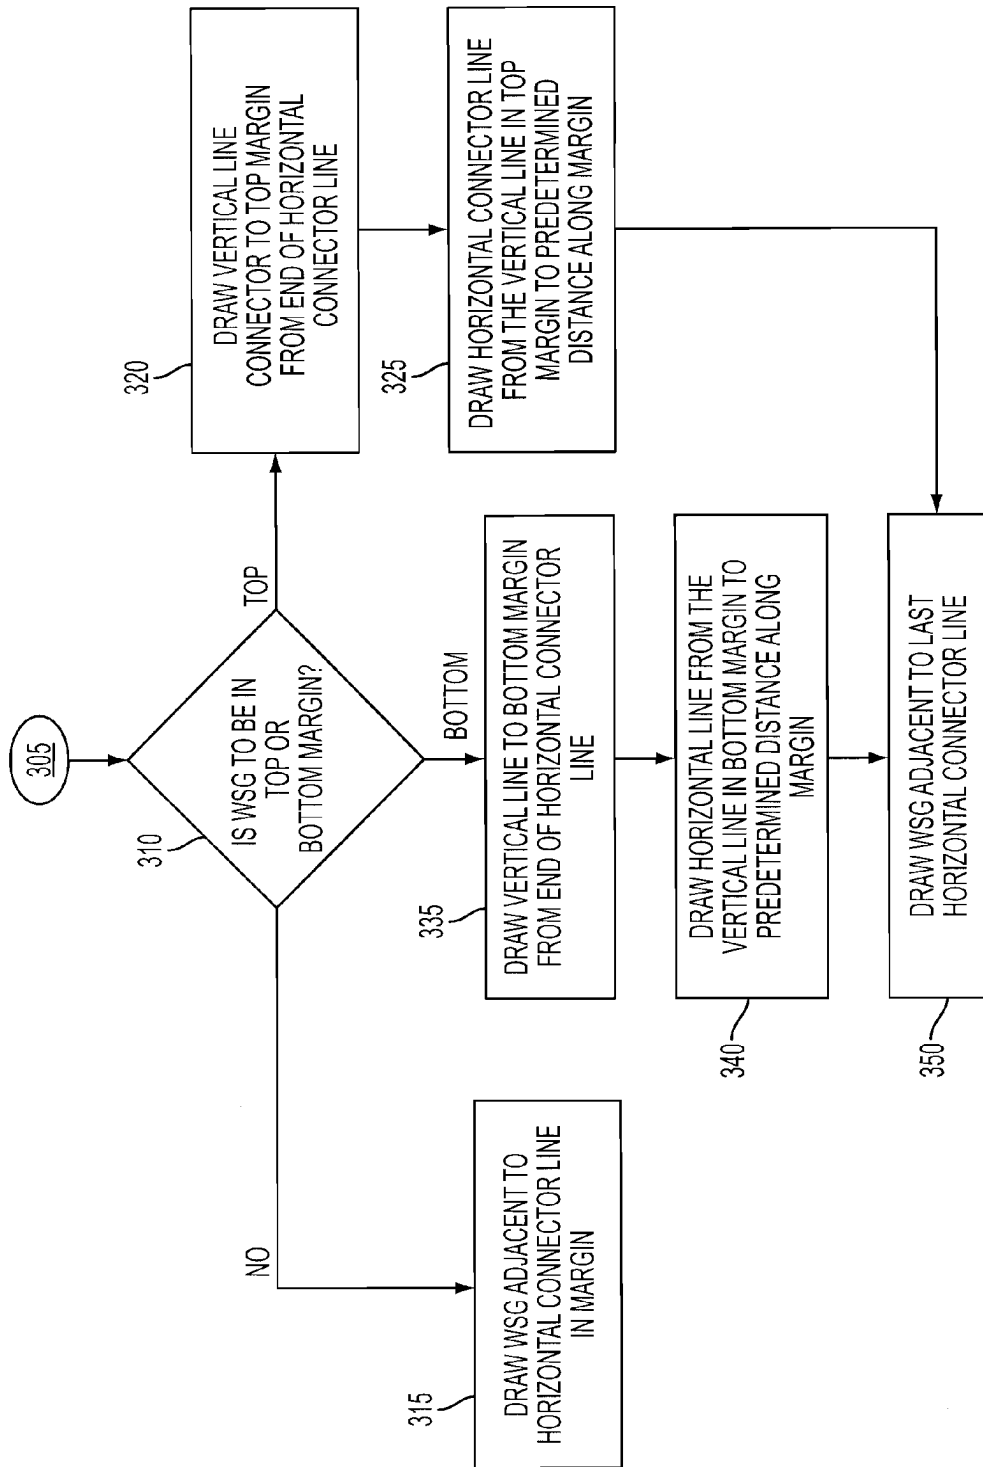 305
310
IS WSG TO BE IN
TOP OR
BOTTOM MARGIN?
NO
BOTTOM
TOP
315
DRAW WSG ADJACENT TO
HORIZONTAL CONNECTOR LINE
IN MARGIN
335
DRAW VERTICAL LINE TO BOTTOM MARGIN
FROM END OF HORIZONTAL CONNECTOR
LINE
340
DRAW HORIZONTAL LINE FROM THE
VERTICAL LINE IN BOTTOM MARGIN TO
PREDETERMINED DISTANCE ALONG
MARGIN
320
DRAW VERTICAL LINE
CONNECTOR TO TOP MARGIN
FROM END OF HORIZONTAL
CONNECTOR LINE
325
DRAW HORIZONTAL CONNECTOR LINE
FROM THE VERTICAL LINE IN TOP
MARGIN TO PREDETERMINED
DISTANCE ALONG MARGIN
350
DRAW WSG ADJACENT TO LAST
HORIZONTAL CONNECTOR LINE